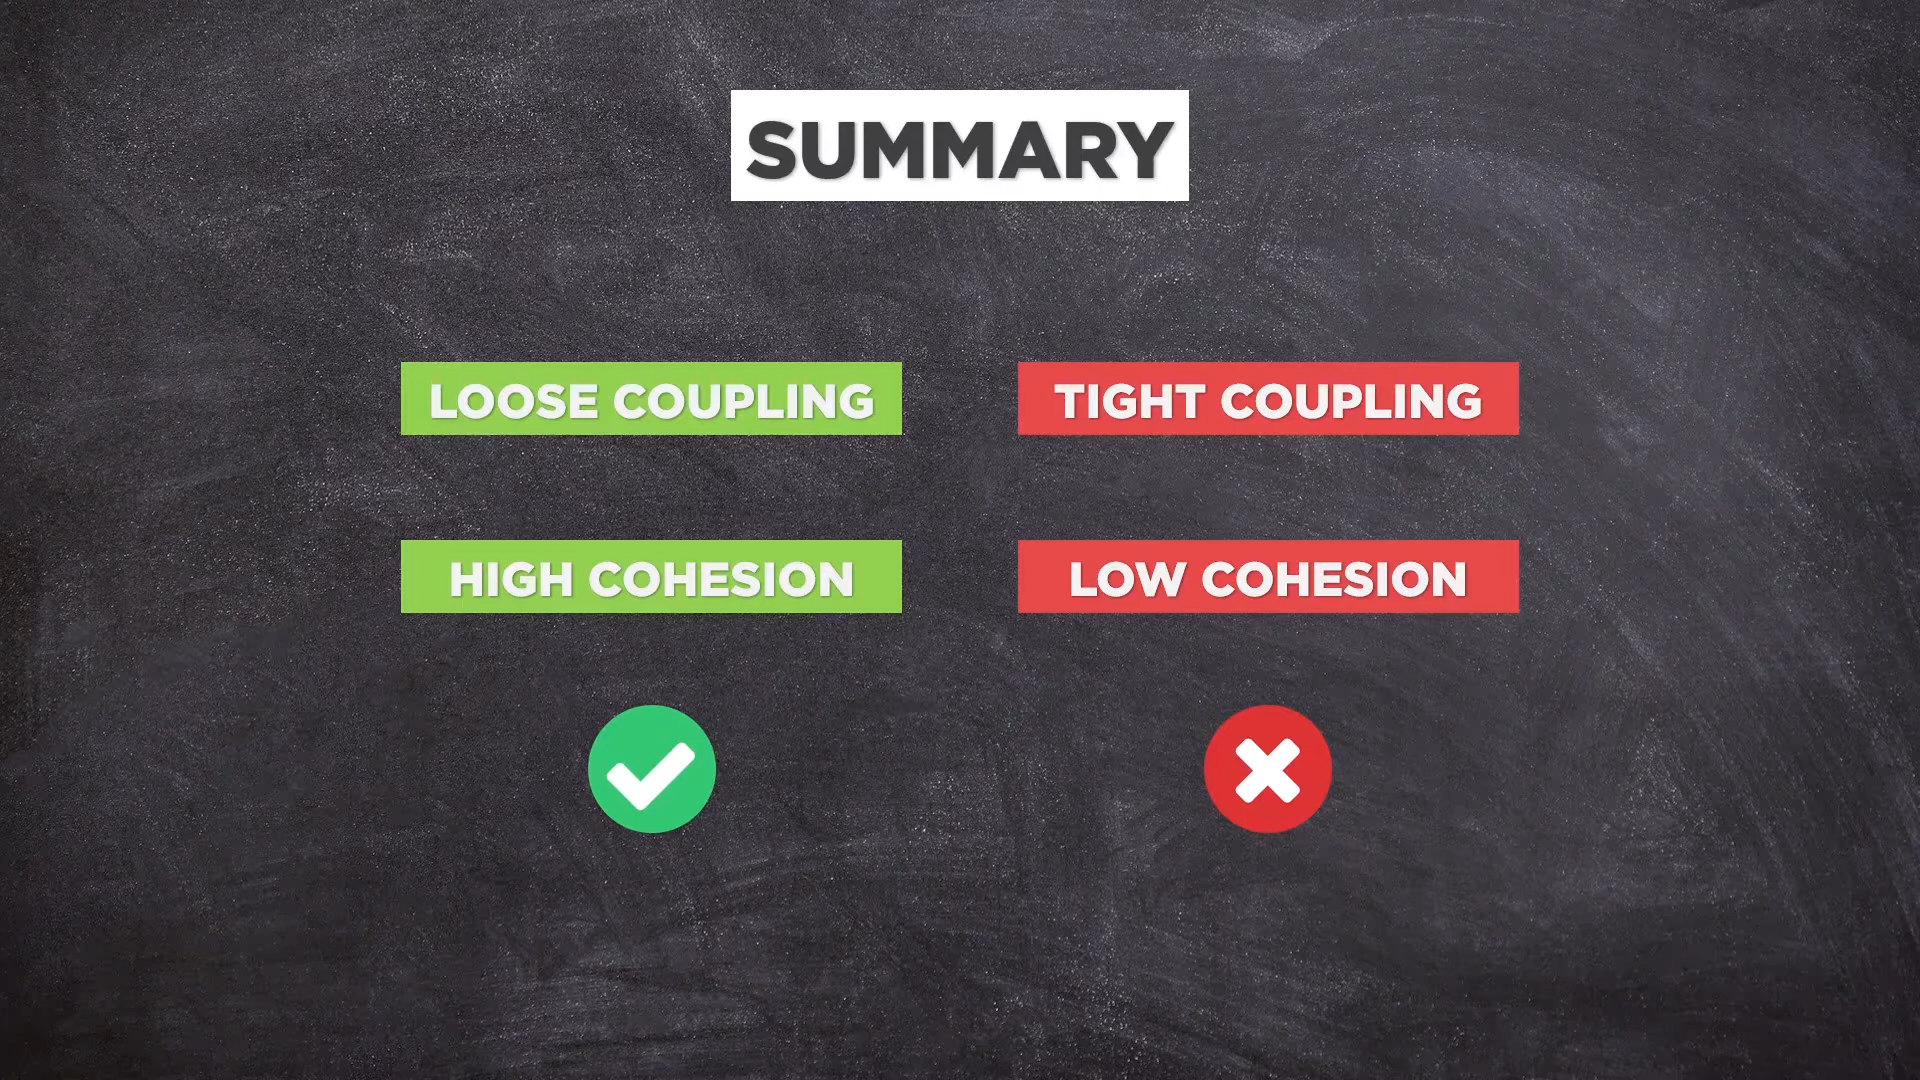 SUMMARY
LOOSE COUPLING
TIGHT COUPLING
HIGH COHESION
LOW COHESION